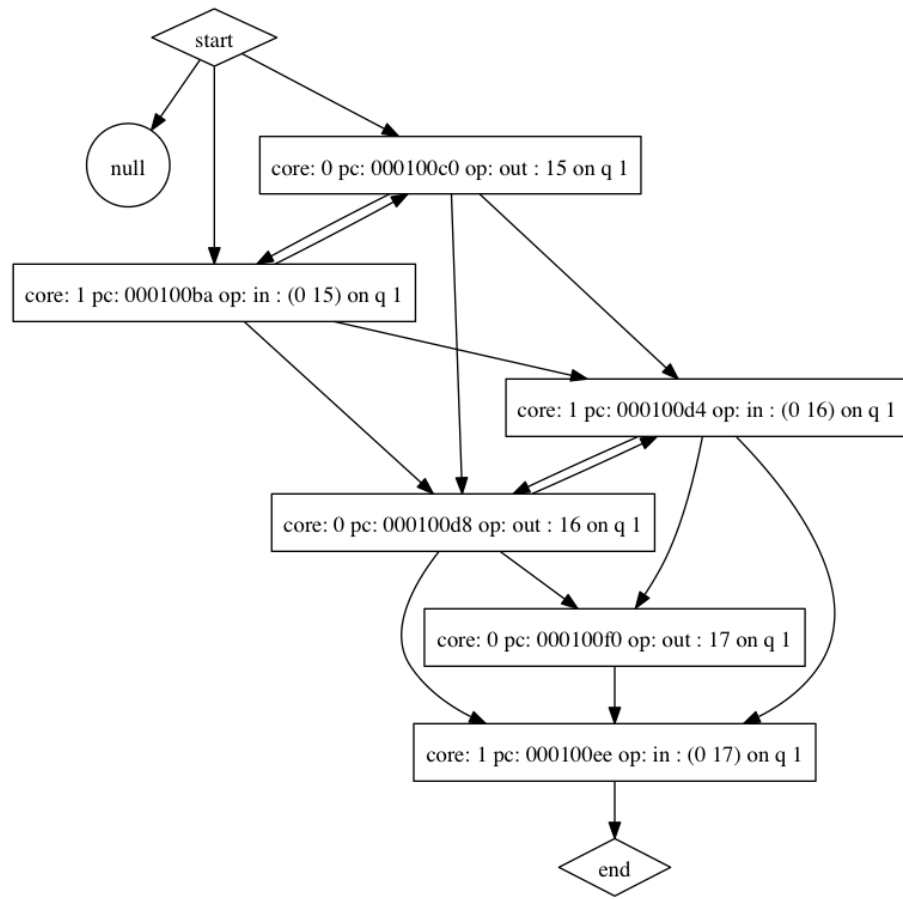 start
null
core: 0 pc: 000100c0 op: out : 15 on q 1
core: 1 pc: 000100ba op: in : (0 15) on q 1
core: 1 pc: 000100d4 op: in : (0 16) on q 1
core: 0 pc: 000100d8 op: out : 16 on q 1
core: 0 pc: 000100f0 op: out : 17 on q 1
core: 1 pc: 000100ee op: in : (0 17) on q 1
end